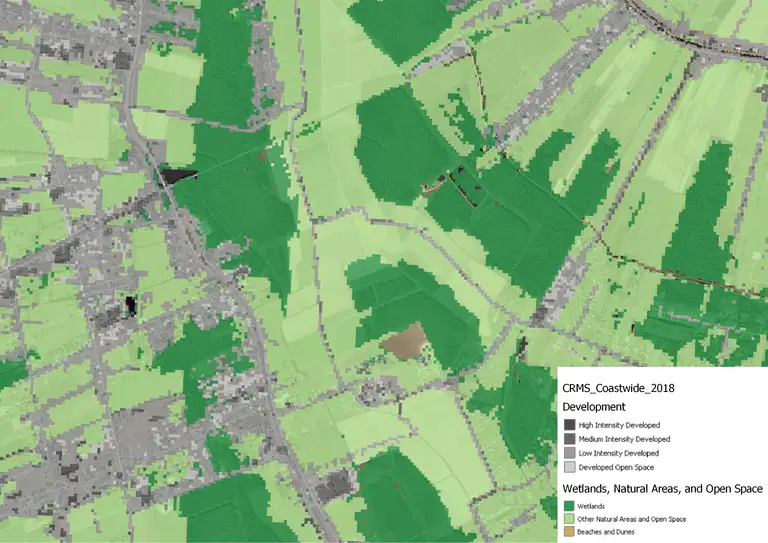 CRMS_Coastwide_2018
Development
High Intensity Developed
Medium Intensity Developed
Low Intensity Developed
Developed Open Space
Wetlands, Natural Areas, and Open Space
Wetlands
Other Natural Areas and Open Space
Beaches and Dunes